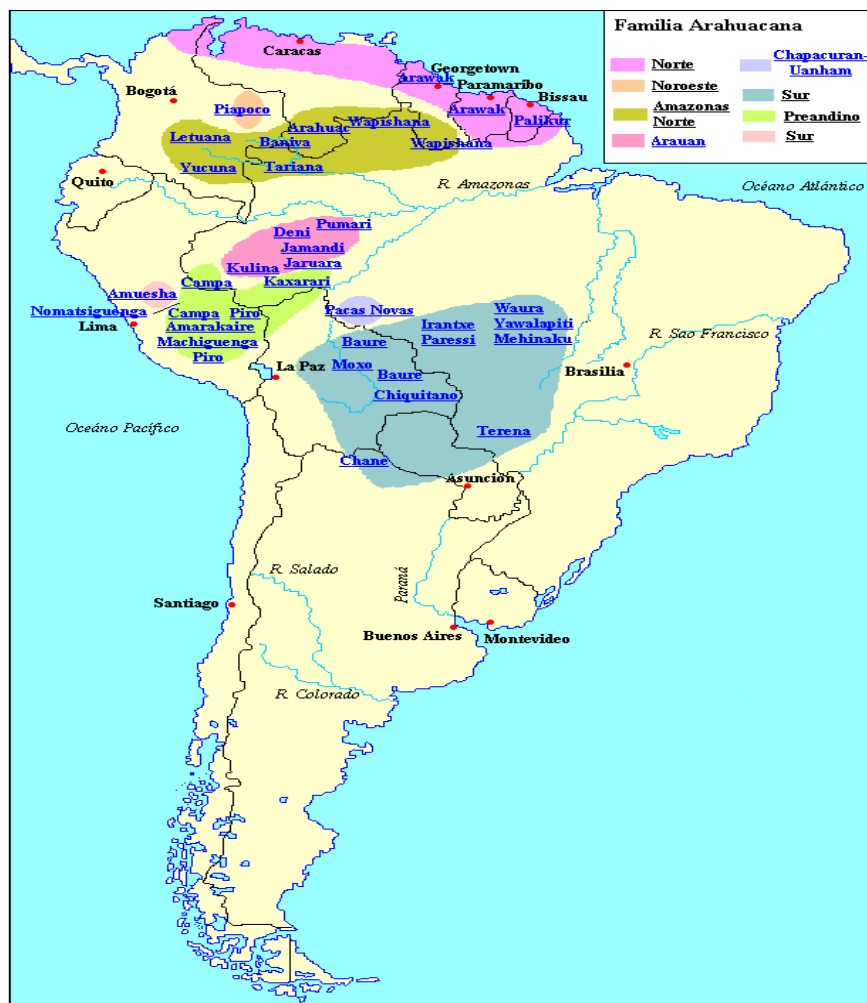 Familia Arahuacana
Norte
Noroeste
Amazonas
Norte
Arauan
Chapacuran-
Uanham
Sur
Preandino
Sur
Caracas
Georgetown
Arawak
Paramaribo
Bissau
Bogotá
Piapoco
Arawak
Palikur
Letuana
Arahuac
Wapishana
Baniva
Wapishana
Yucuna
Tariana
Quito
R. Amazonas
Océano Atlántico
Pumari
Deni
Jamandi
Jaruara
Kulina
Campa
Kaxarari
Amuesha
Nomatsiguenga
Campa
Piro
Pacas Novas
Waura
Lima
Amarakaire
Irantxe
Yawalapiti
Machiguenga
Baure
Paressi
Mehinaku
R. Sao Francisco
Piro
La Paz
Moxo
Baure
Brasilia
Chiquitano
Oceáno Pacífico
Terena
Chane
Asunción
R. Salado
Paraná
Santiago
Buenos Aires
Montevideo
R. Colorado